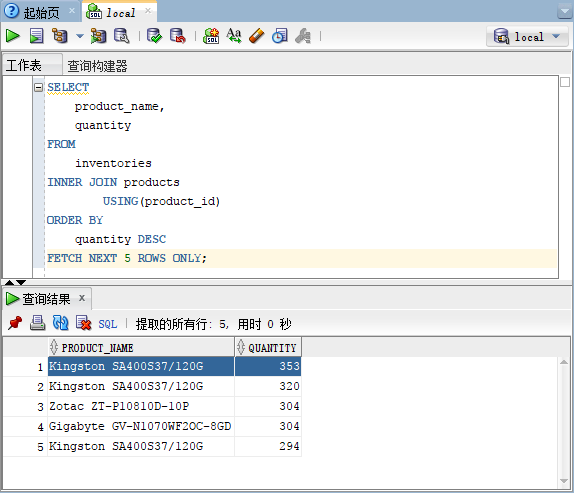 起始页 local
SQL Aa local
工作表 查询构建器
SELECT
product_name,
quantity
FROM
inventories
INNER JOIN products
USING(product_id)
ORDER BY
quantity DESC
FETCH NEXT 5 ROWS ONLY;
查询结果 x
SQL | 提取的所有行: 5, 用时 0 秒
PRODUCT_NAME QUANTITY
1 Kingston SA400S37/120G 353
2 Kingston SA400S37/120G 320
3 Zotac ZT-P10810D-10P 304
4 Gigabyte GV-N1070WF2OC-8GD 304
5 Kingston SA400S37/120G 294